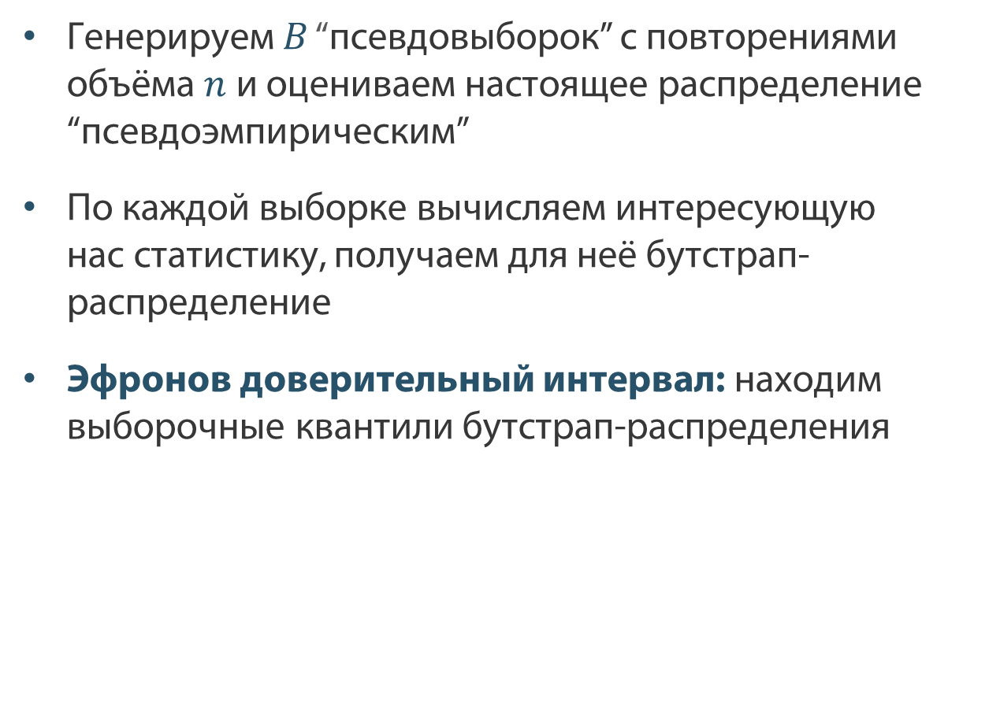 • Генерируем B “псевдовыборок” с повторениями
объёма n и оцениваем настоящее распределение
“псевдоэмпирическим”
• По каждой выборке вычисляем интересующую
нас статистику, получаем для неё бутстрап-
распределение
• Эфронов доверительный интервал: находим
выборочные квантили бутстрап-распределения